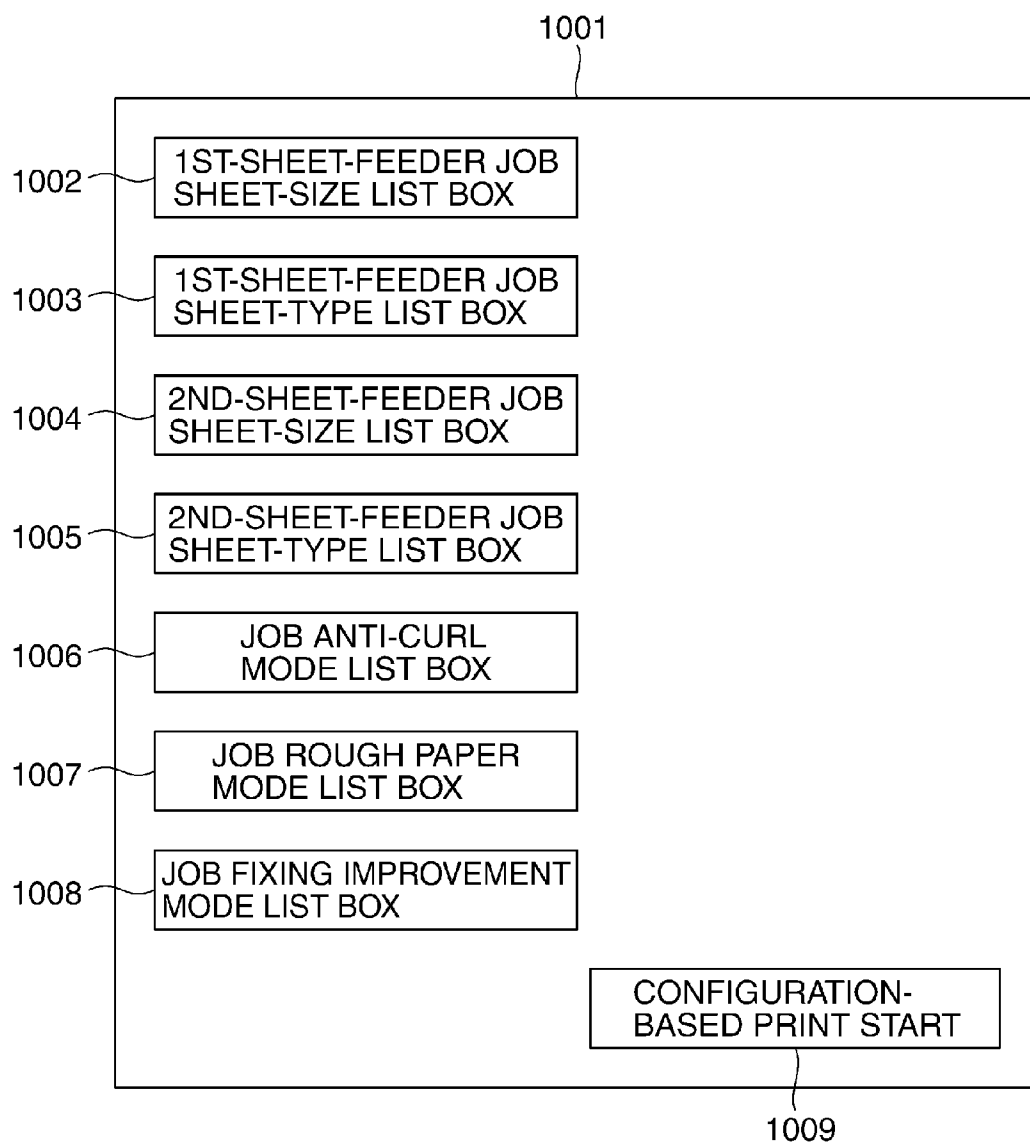 1001
1002
1ST-SHEET-FEEDER JOB
SHEET-SIZE LIST BOX
1003
1ST-SHEET-FEEDER JOB
SHEET-TYPE LIST BOX
1004
2ND-SHEET-FEEDER JOB
SHEET-SIZE LIST BOX
1005
2ND-SHEET-FEEDER JOB
SHEET-TYPE LIST BOX
1006
JOB ANTI-CURL
MODE LIST BOX
1007
JOB ROUGH PAPER
MODE LIST BOX
1008
JOB FIXING IMPROVEMENT
MODE LIST BOX
CONFIGURATION-
BASED PRINT START
1009